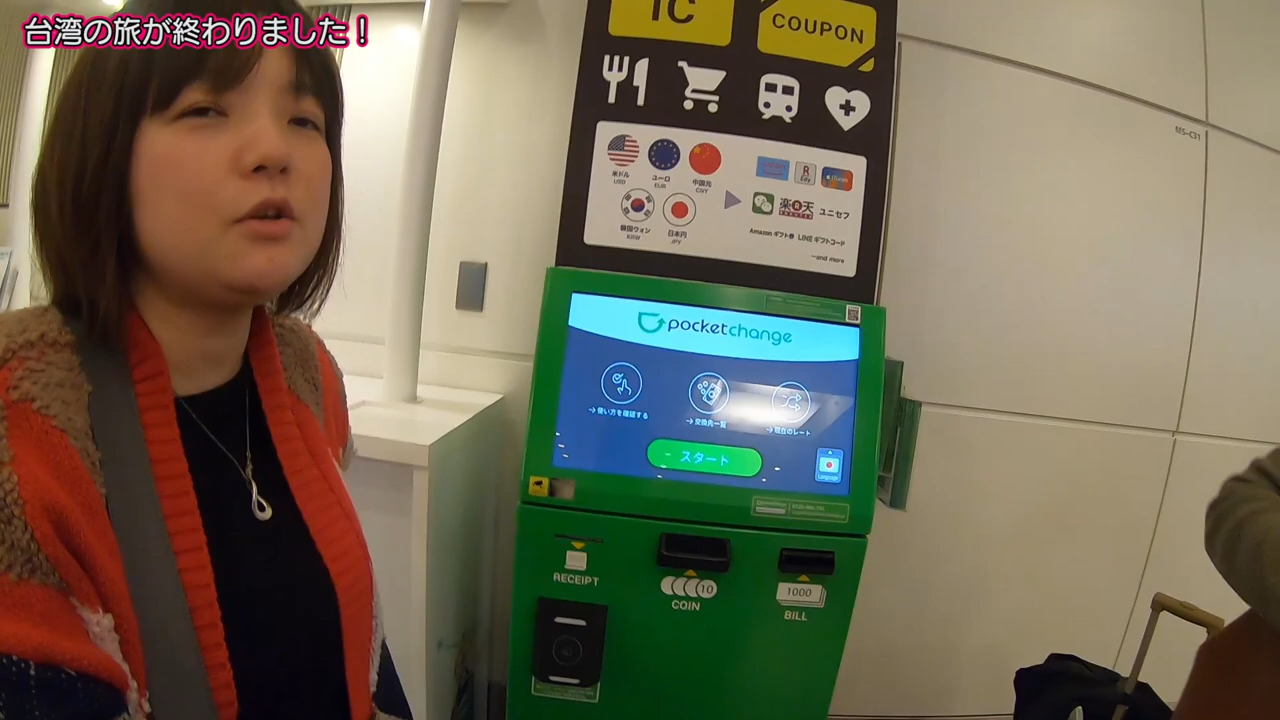 台湾の旅が終わりました！
IC
COUPON
M5-C31
米ドル
USD
ユーロ
EUR
中国元
CNY
韓国ウォン
KRW
日本円
JPY
R
Edy
iTunes
楽天
ユニセフ
Amazon ギフト券 LINE ギフトコード
...and more
pocketchange
→使い方を確認する
→交換先一覧
→現在のレート
スタート
Language
RECEIPT
10
COIN
1000
BILL